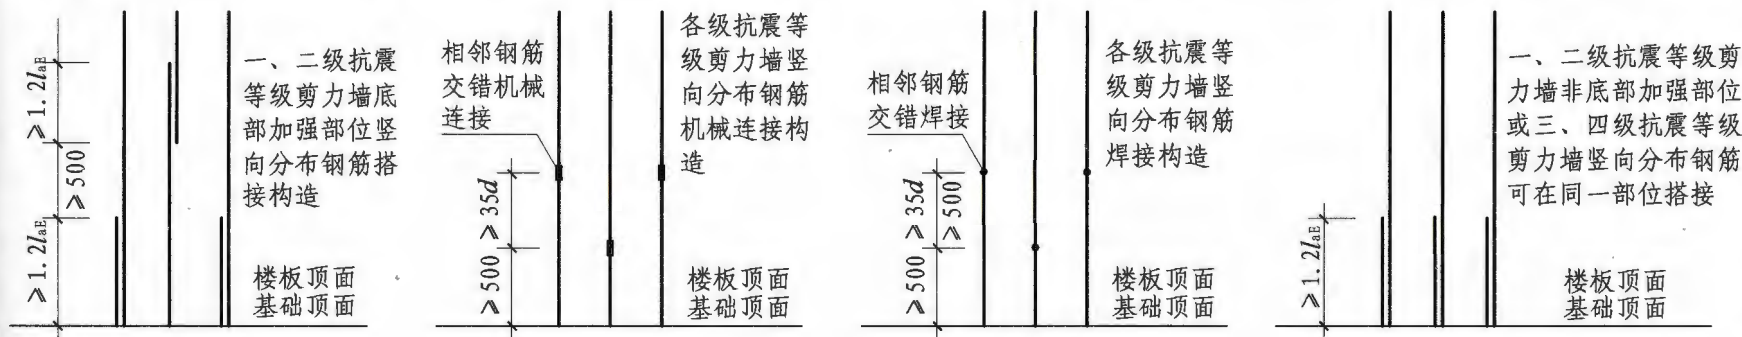 ≥1.2laE
≥500
≥1.2laE
一、二级抗震
等级剪力墙底
部加强部位竖
向分布钢筋搭
接构造
楼板顶面
基础顶面
相邻钢筋
交错机械
连接
≥35d
≥500
各级抗震等
级剪力墙竖
向分布钢筋
机械连接构
造
楼板顶面
基础顶面
相邻钢筋
交错焊接
≥35d
≥500
≥500
各级抗震等
级剪力墙竖
向分布钢筋
焊接构造
楼板顶面
基础顶面
≥1.2laE
一、二级抗震等级剪
力墙非底部加强部位
或三、四级抗震等级
剪力墙竖向分布钢筋
可在同一部位搭接
楼板顶面
基础顶面